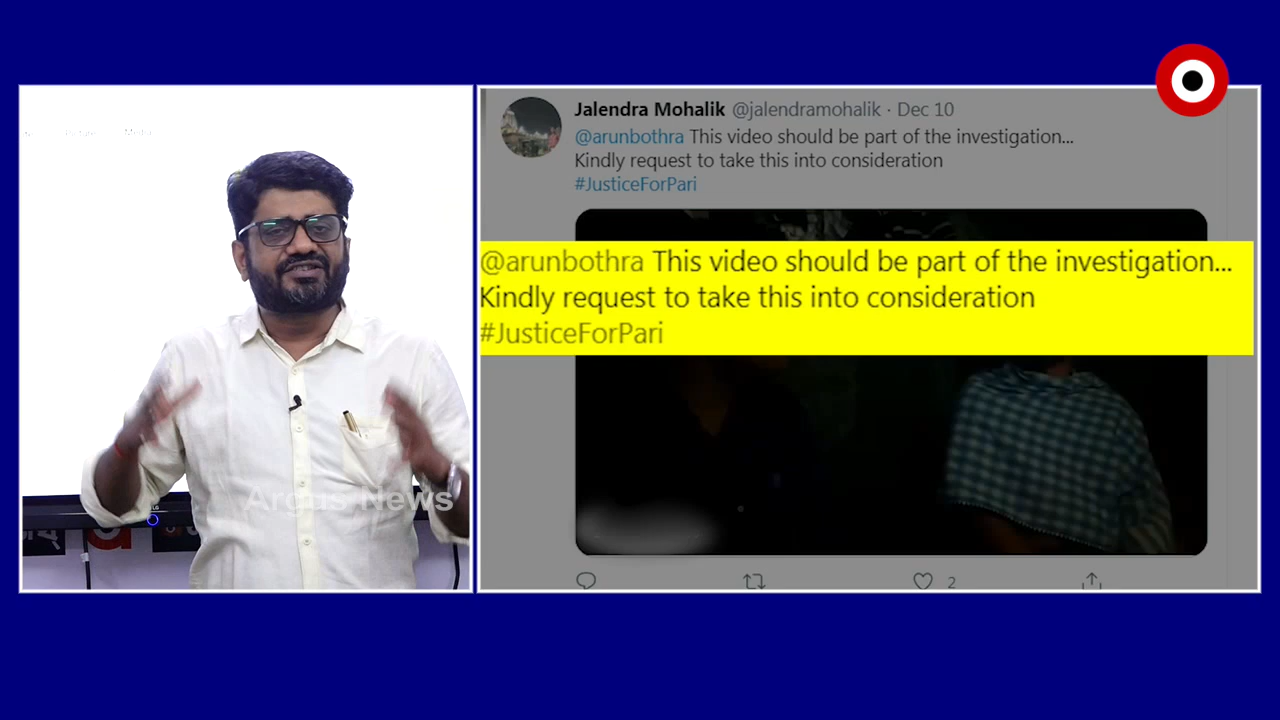 Jalendra Mohalik @jalendramohalik · Dec 10
@arunbothra This video should be part of the investigation...
Kindly request to take this into consideration
#JusticeForPari
@arunbothra This video should be part of the investigation...
Kindly request to take this into consideration
#JusticeForPari
Argus News
2